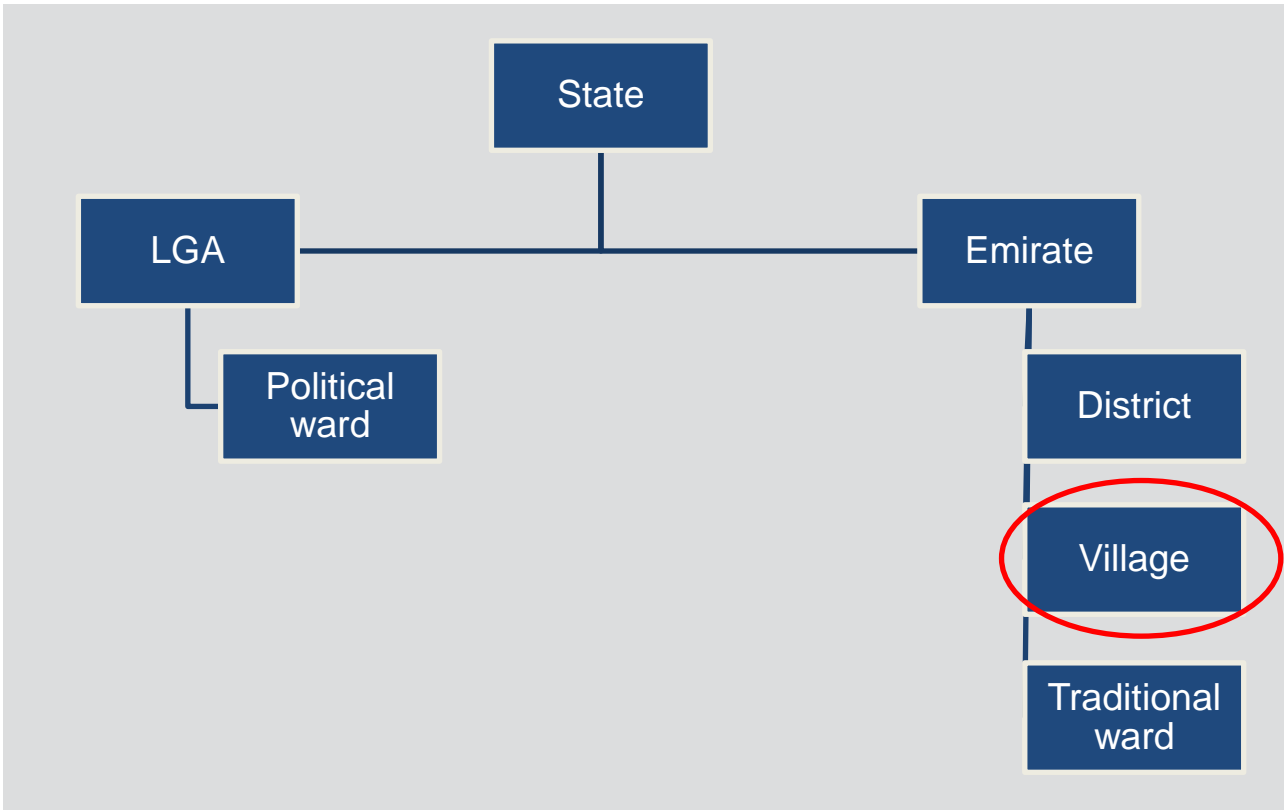 State
LGA
Emirate
Political
ward
District
Village
Traditional
ward